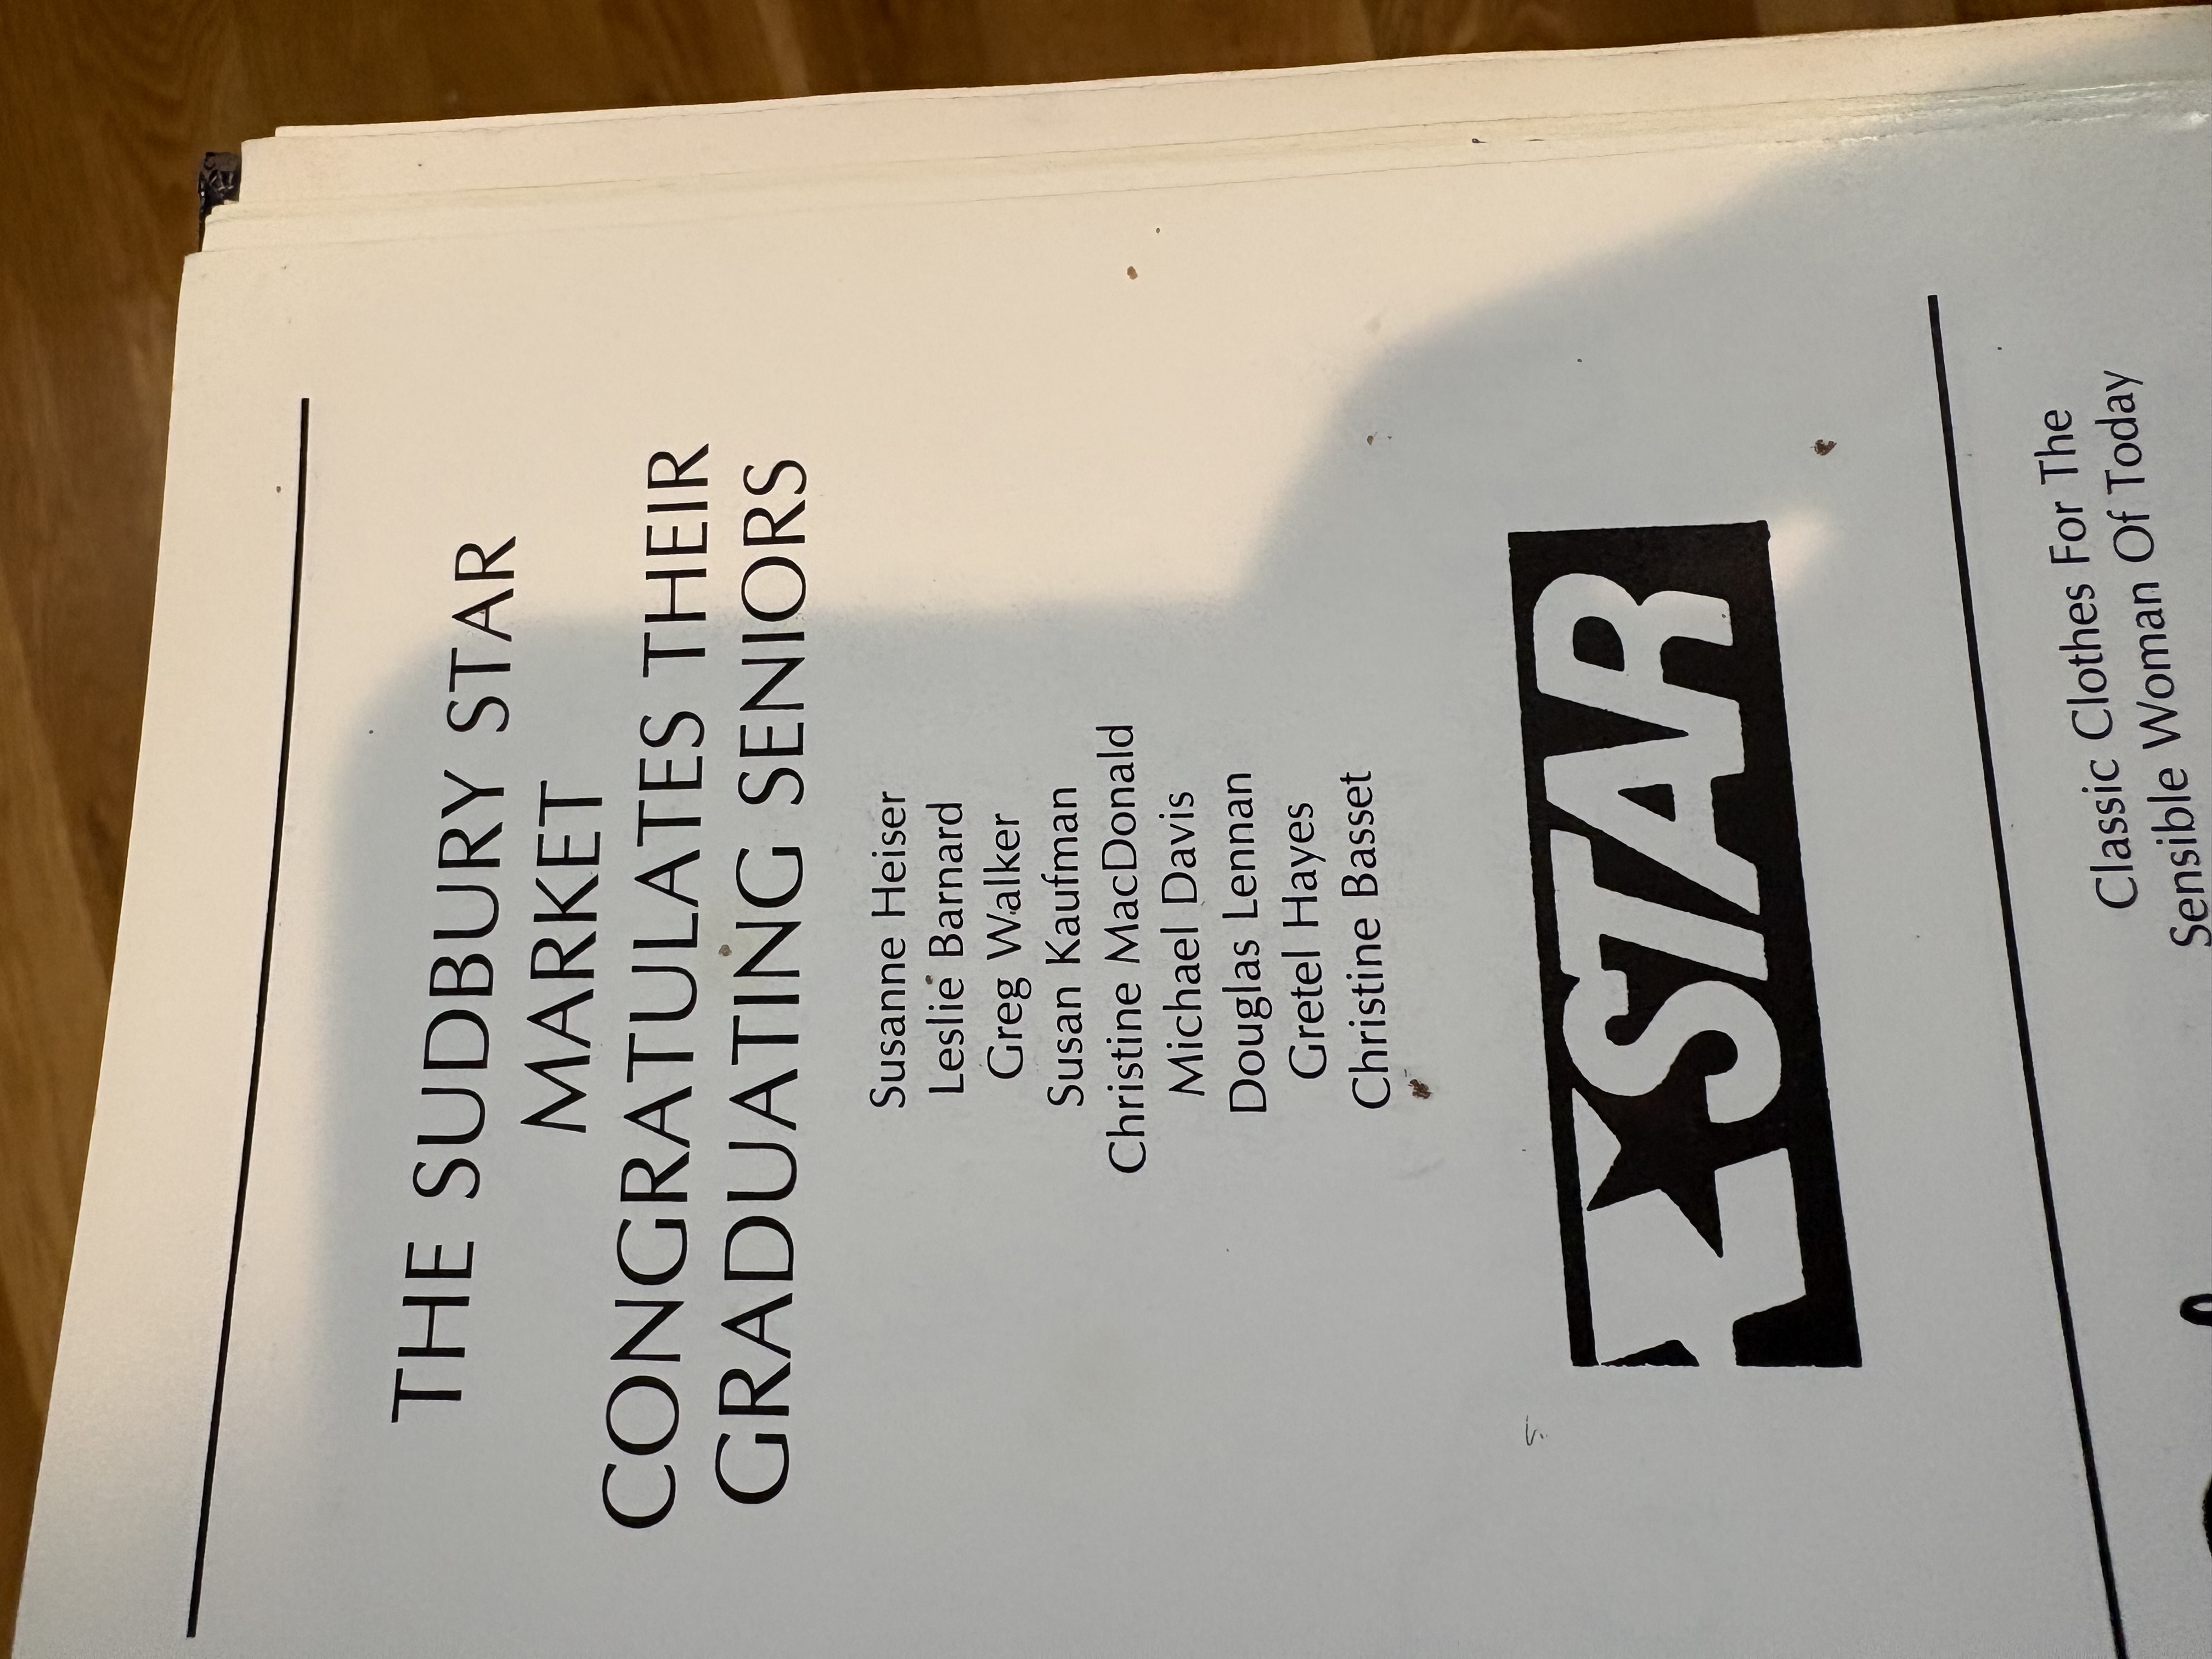 THE SUDBURY STAR
MARKET
CONGRATULATES THEIR
GRADUATING SENIORS
Susanne Heiser
Leslie Barnard
Greg Walker
Susan Kaufman
Christine MacDonald
Michael Davis
Douglas Lennan
Gretel Hayes
Christine Basset
STAR
Classic Clothes For The
Sensible Woman Of Today